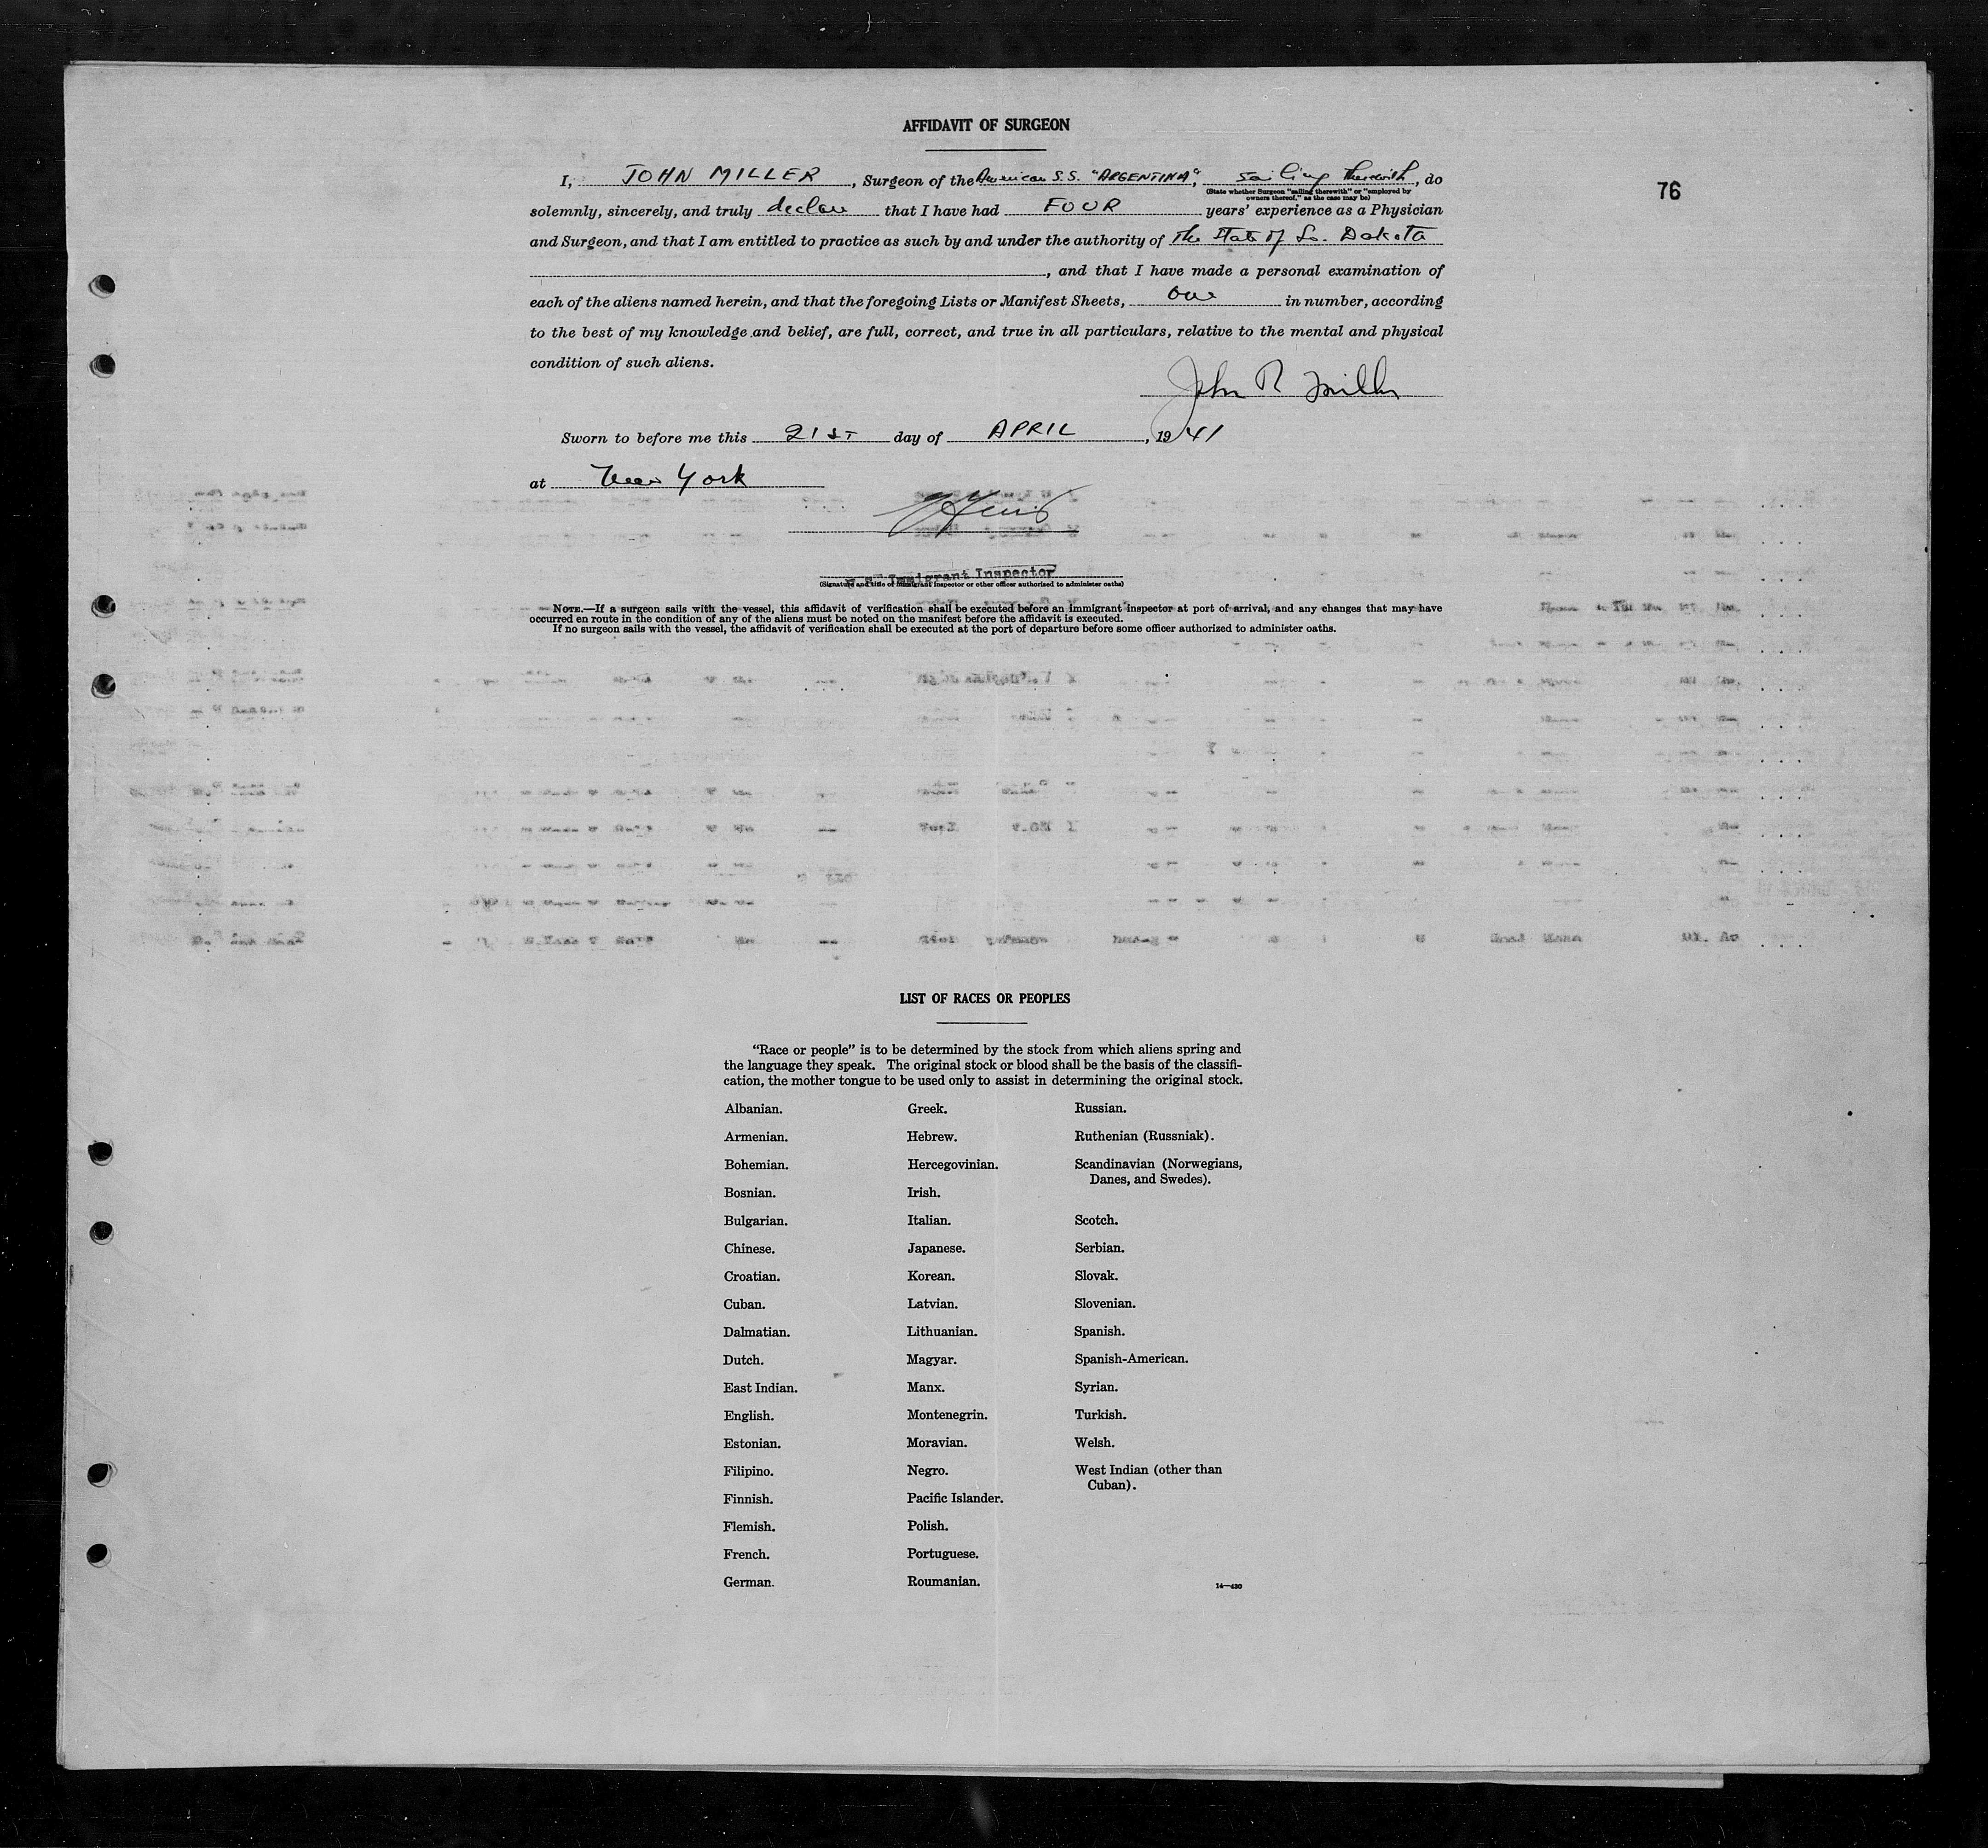 AFFIDAVIT OF SURGEON
76
I, JOHN MILLER, Surgeon of the American S.S. "ARGENTINA", sailing therewith, do
(State whether Surgeon "sailing therewith" or "employed by
owners thereof," as the case may be)
solemnly, sincerely, and truly declare that I have had FOUR years' experience as a Physician
and Surgeon, and that I am entitled to practice as such by and under the authority of The State of So. Dakota
, and that I have made a personal examination of
each of the aliens named herein, and that the foregoing Lists or Manifest Sheets, one in number, according
to the best of my knowledge and belief, are full, correct, and true in all particulars, relative to the mental and physical
condition of such aliens.
John R Miller
Sworn to before me this 21ST day of APRIL, 1941
at New York
Immigrant Inspector
(Signature and title of immigrant inspector or other officer authorized to administer oaths)
NOTE.—If a surgeon sails with the vessel, this affidavit of verification shall be executed before an immigrant inspector at port of arrival, and any changes that may have
occurred en route in the condition of any of the aliens must be noted on the manifest before the affidavit is executed.
If no surgeon sails with the vessel, the affidavit of verification shall be executed at the port of departure before some officer authorized to administer oaths.
LIST OF RACES OR PEOPLES
"Race or people" is to be determined by the stock from which aliens spring and
the language they speak. The original stock or blood shall be the basis of the classifi-
cation, the mother tongue to be used only to assist in determining the original stock.
Albanian.
Armenian.
Bohemian.
Bosnian.
Bulgarian.
Chinese.
Croatian.
Cuban.
Dalmatian.
Dutch.
East Indian.
English.
Estonian.
Filipino.
Finnish.
Flemish.
French.
German.
Greek.
Hebrew.
Hercegovinian.
Irish.
Italian.
Japanese.
Korean.
Latvian.
Lithuanian.
Magyar.
Manx.
Montenegrin.
Moravian.
Negro.
Pacific Islander.
Polish.
Portuguese.
Roumanian.
Russian.
Ruthenian (Russniak).
Scandinavian (Norwegians,
Danes, and Swedes).
Scotch.
Serbian.
Slovak.
Slovenian.
Spanish.
Spanish-American.
Syrian.
Turkish.
Welsh.
West Indian (other than
Cuban).
14—430